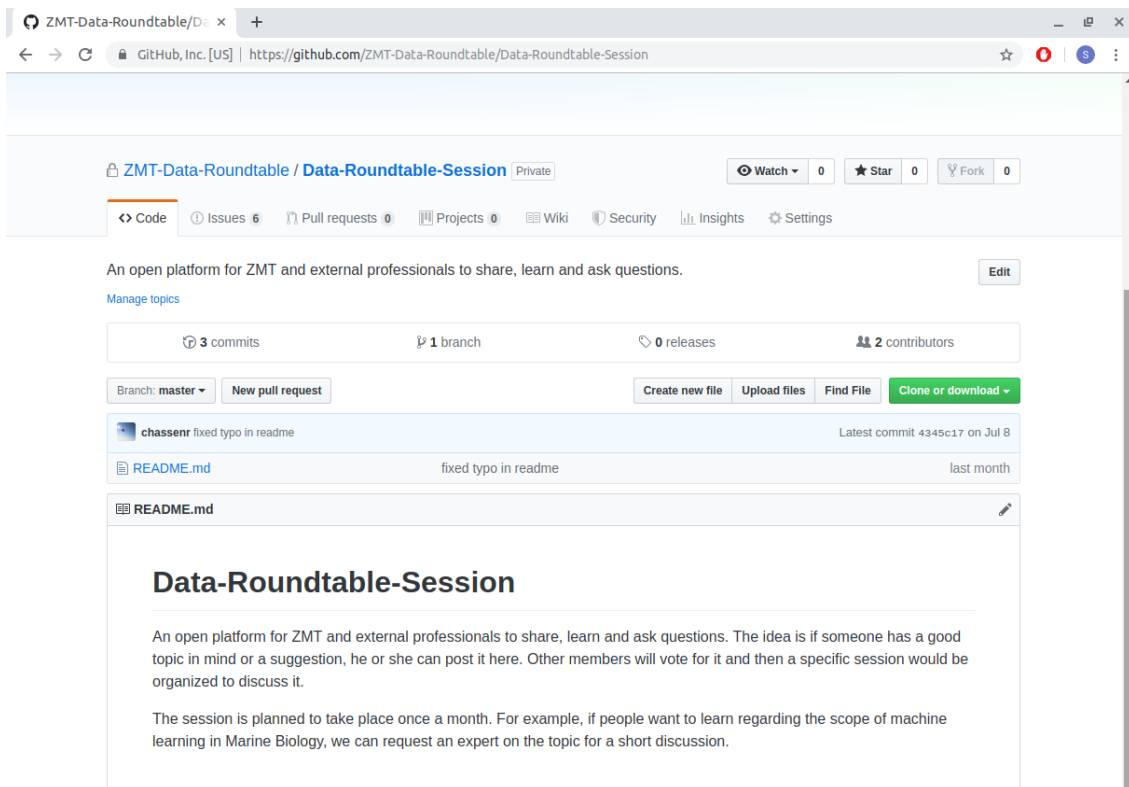 ZMT-Data-Roundtable/Da
GitHub, Inc. [US] | https://github.com/ZMT-Data-Roundtable/Data-Roundtable-Session
S
ZMT-Data-Roundtable / Data-Roundtable-Session Private
Watch 0 Star 0 Fork 0
Code Issues 6 Pull requests 0 Projects 0 Wiki Security Insights Settings
An open platform for ZMT and external professionals to share, learn and ask questions. Edit
Manage topics
3 commits 1 branch 0 releases 2 contributors
Branch: master New pull request Create new file Upload files Find File Clone or download
chassenr fixed typo in readme Latest commit 4345c17 on Jul 8
README.md fixed typo in readme last month
README.md
Data-Roundtable-Session
An open platform for ZMT and external professionals to share, learn and ask questions. The idea is if someone has a good
topic in mind or a suggestion, he or she can post it here. Other members will vote for it and then a specific session would be
organized to discuss it.
The session is planned to take place once a month. For example, if people want to learn regarding the scope of machine
learning in Marine Biology, we can request an expert on the topic for a short discussion.